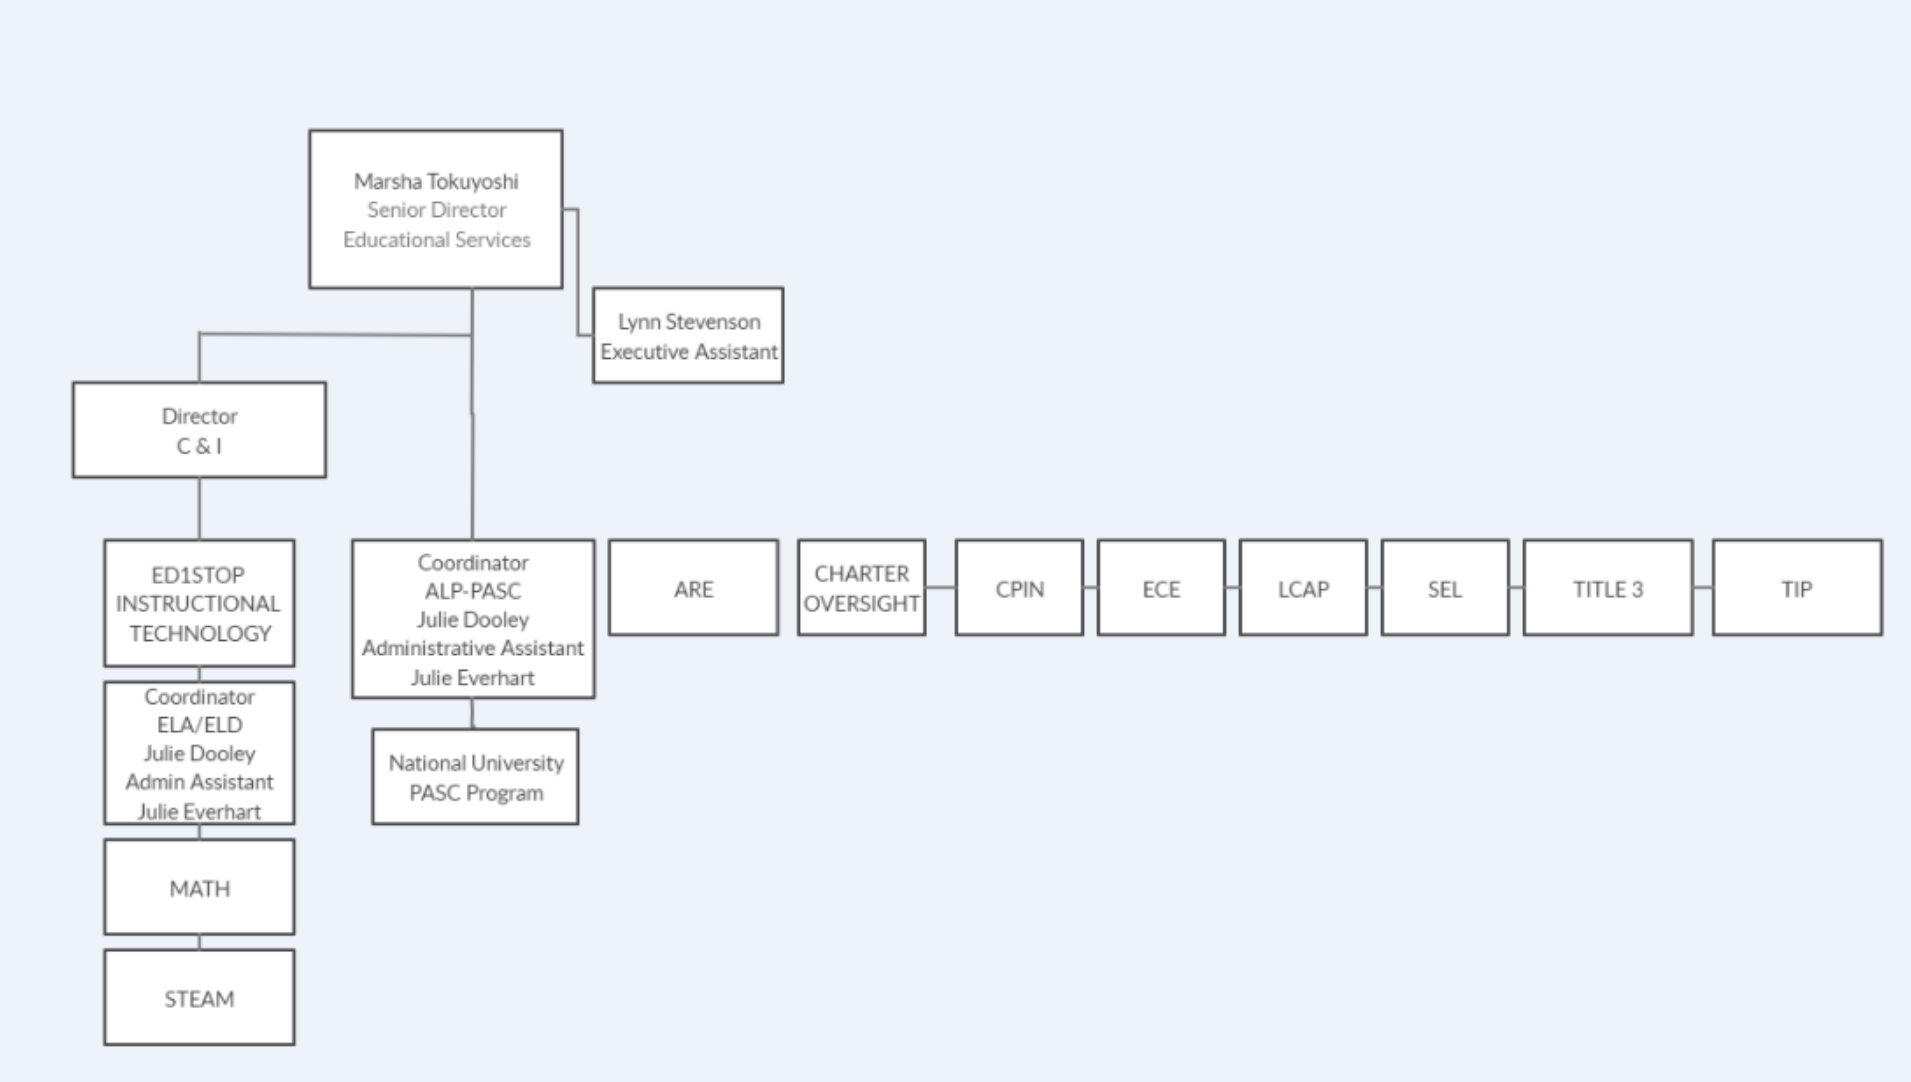 Marsha Tokuyoshi
Senior Director
Educational Services
Lynn Stevenson
Executive Assistant
Director
C & I
ED1STOP
INSTRUCTIONAL
TECHNOLOGY
Coordinator
ALP-PASC
Julie Dooley
Administrative Assistant
Julie Everhart
ARE
CHARTER
OVERSIGHT
CPIN
ECE
LCAP
SEL
TITLE 3
TIP
Coordinator
ELA/ELD
Julie Dooley
Admin Assistant
Julie Everhart
National University
PASC Program
MATH
STEAM